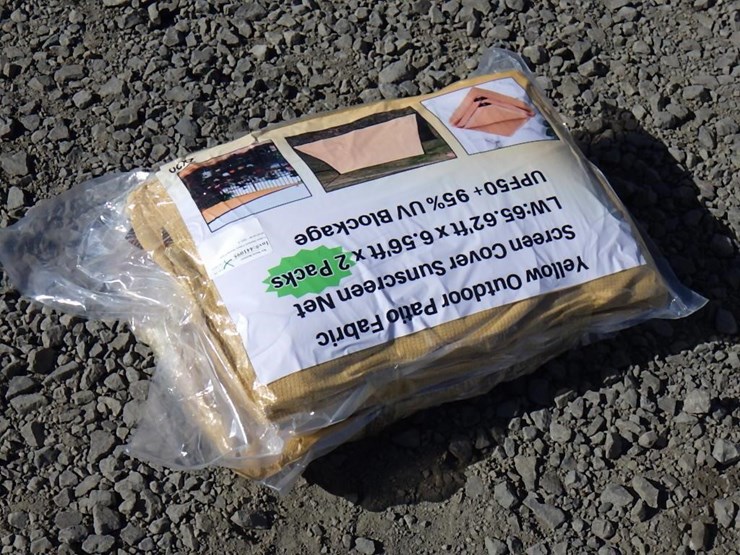 Yellow Outdoor Patio Fabric
Screen Cover Sunscreen Net
LW:65.62'ft x 6.56'ft x 2 Packs
UPF50+ 95% UV Blockage